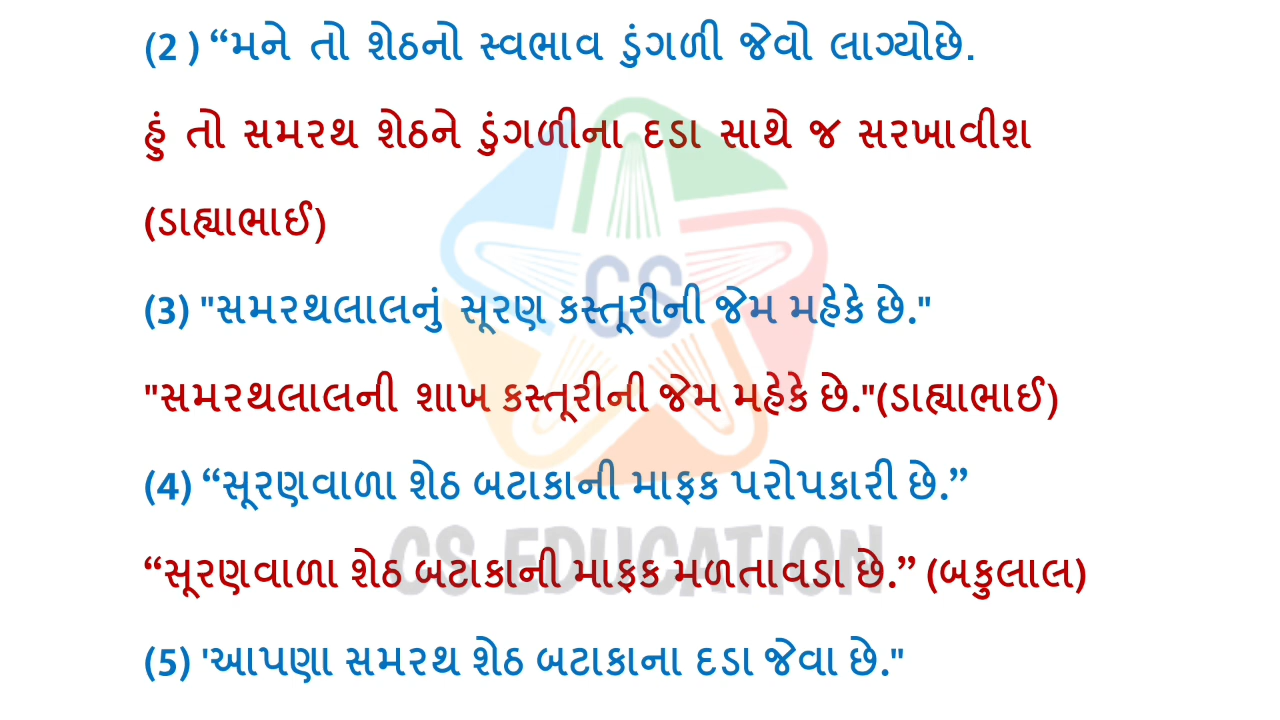 (2 ) “મને તો શેઠનો સ્વભાવ ડુંગળી જેવો લાગ્યોછે.
હું તો સમરથ શેઠને ડુંગળીના દડા સાથે જ સરખાવીશ
(ડાહ્યાભાઈ)
(3) "સમરથલાલનું સૂરણ કસ્તૂરીની જેમ મહેકે છે."
"સમરથલાલની શાખ કસ્તૂરીની જેમ મહેકે છે."(ડાહ્યાભાઈ)
(4) “સૂરણવાળા શેઠ બટાકાની માફક પરોપકારી છે.”
“સૂરણવાળા શેઠ બટાકાની માફક મળતાવડા છે.” (બકુલાલ)
(5) 'આપણા સમરથ શેઠ બટાકાના દડા જેવા છે."
CS
CS EDUCATION